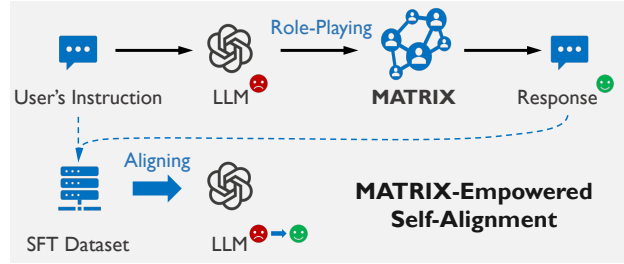 Role-Playing
User's Instruction
LLM
MATRIX
Response
Aligning
SFT Dataset
LLM
MATRIX-Empowered
Self-Alignment